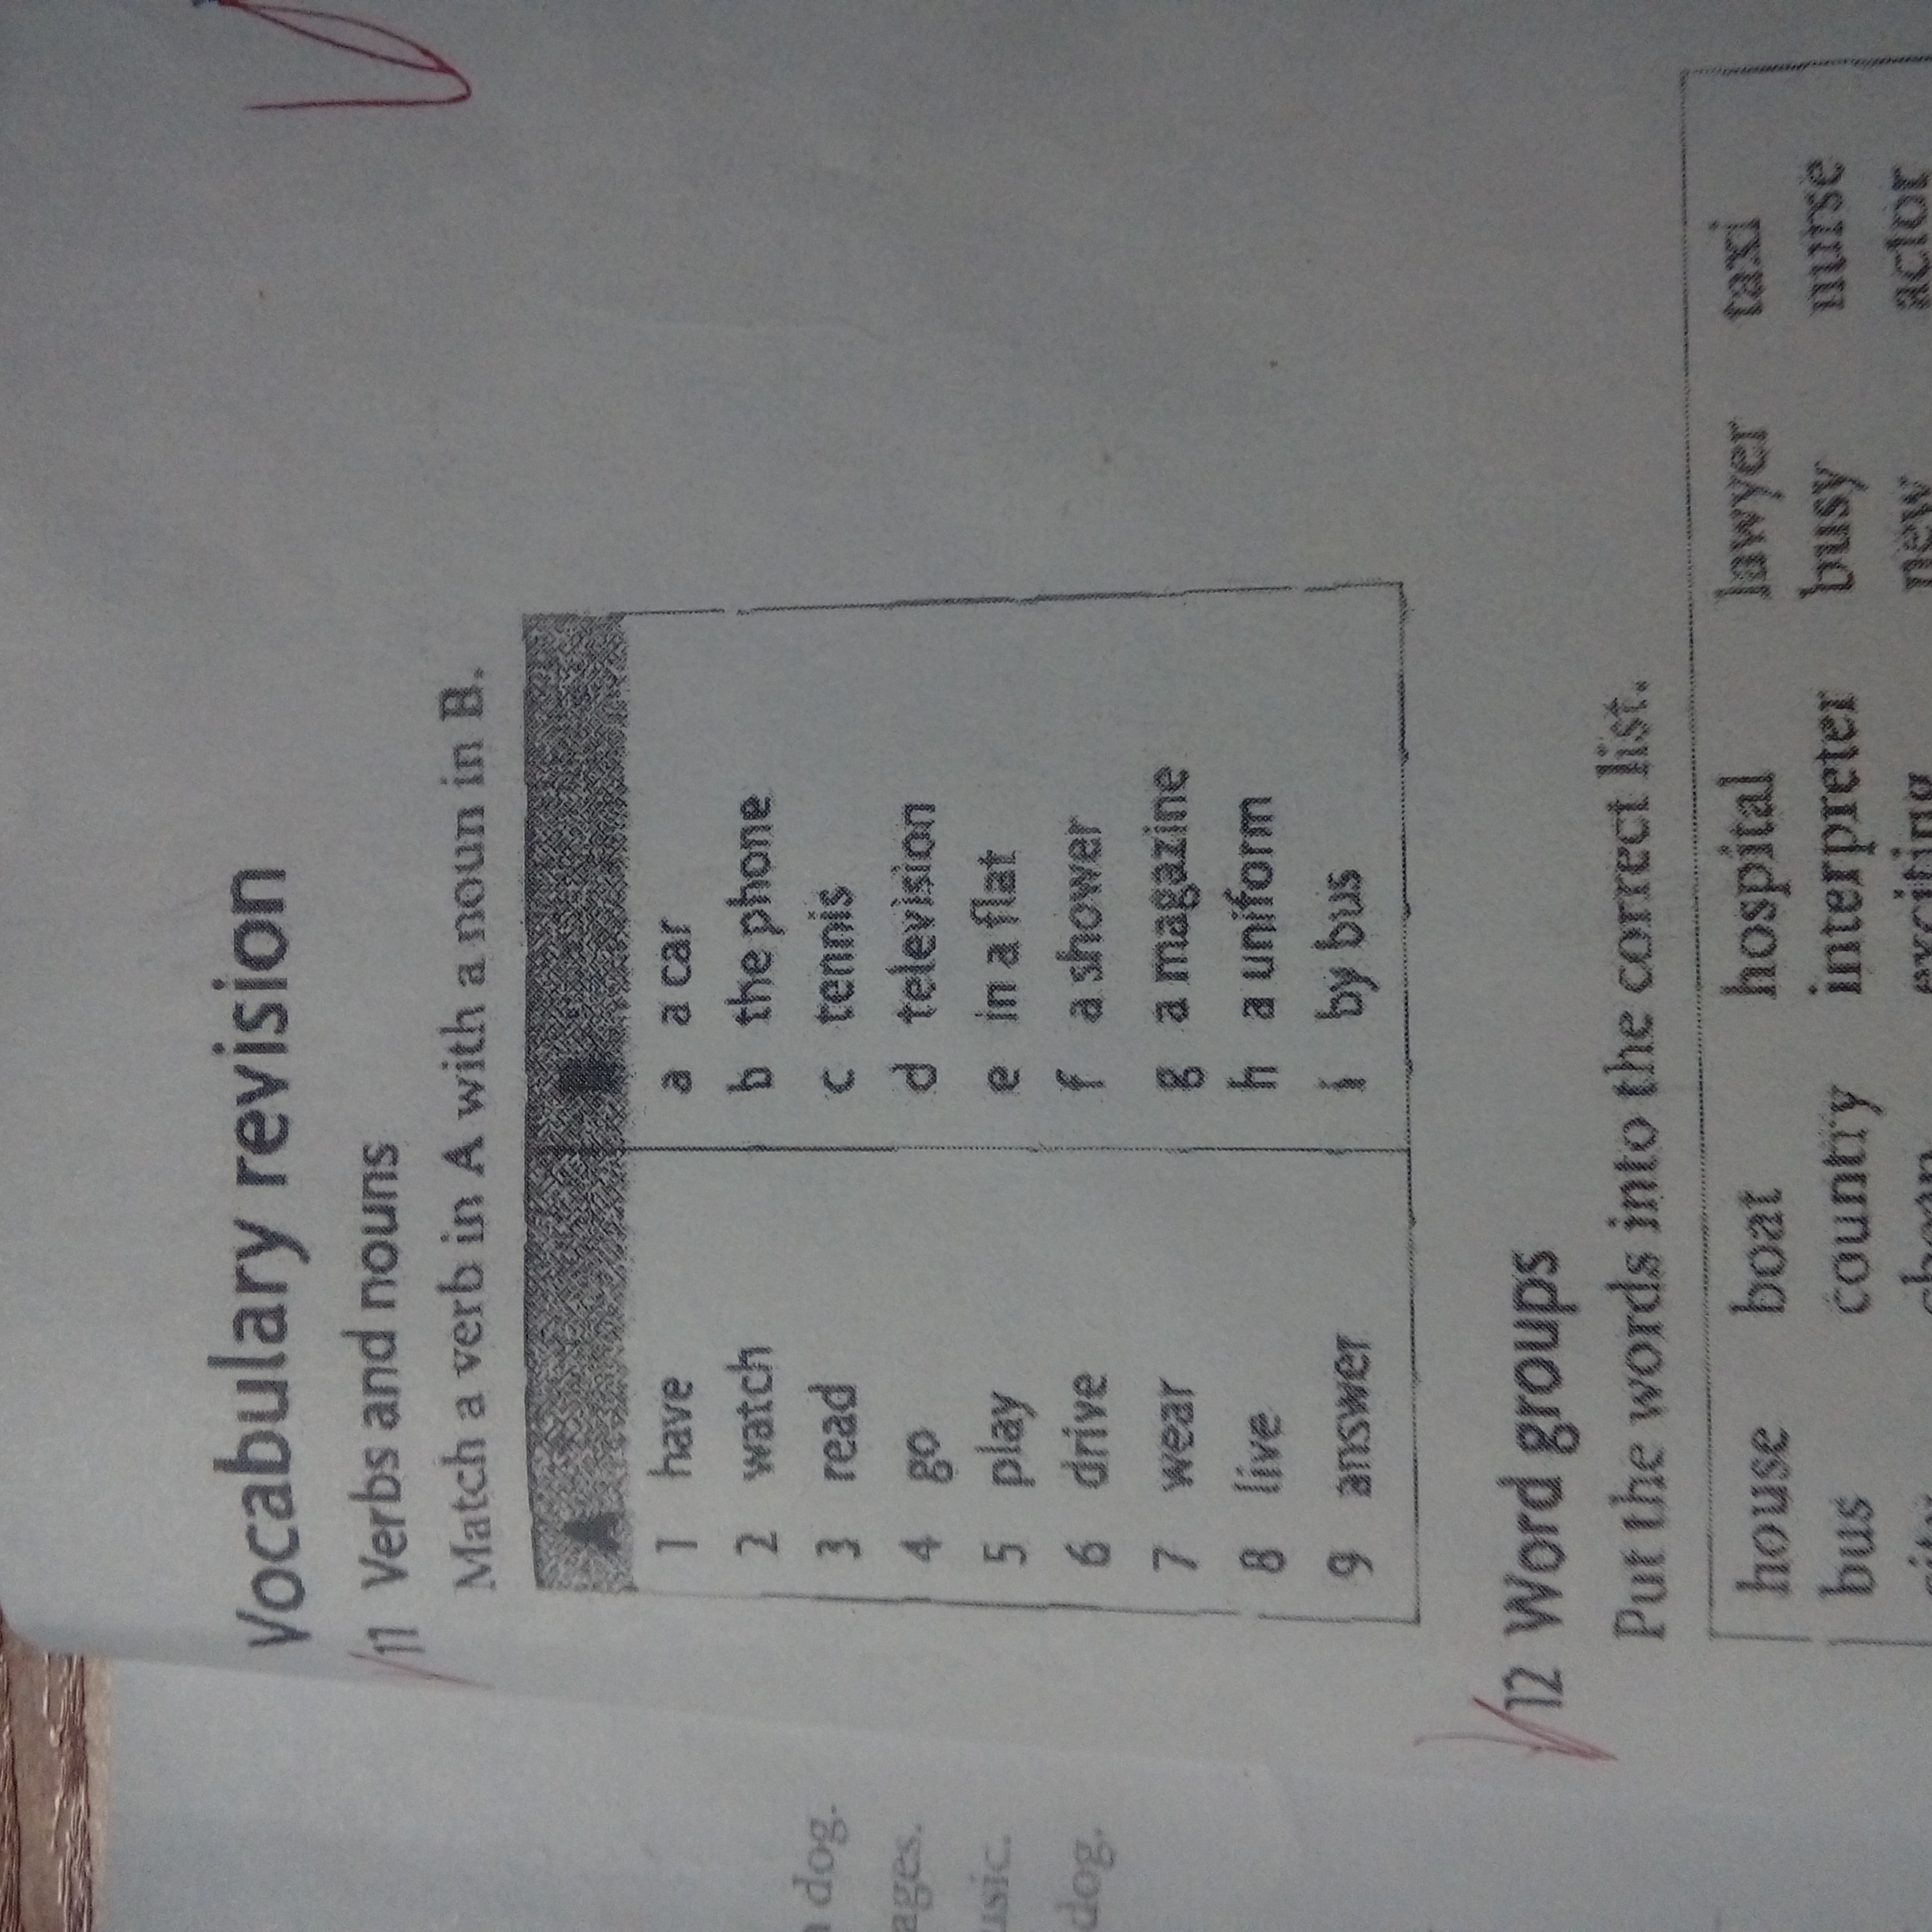 Vocabulary revision
11 Verbs and nouns
Match a verb in A with a noun in B.
A
1 have a a car
2 watch b the phone
3 read c tennis
4 go d television
5 play e in a flat
6 drive f a shower
7 wear g a magazine
8 live h a uniform
9 answer i by bus
12 Word groups
Put the words into the correct list.
house boat hospital lawyer taxi
bus country interpreter busy nurse
exciting new actor
dog.
dog.